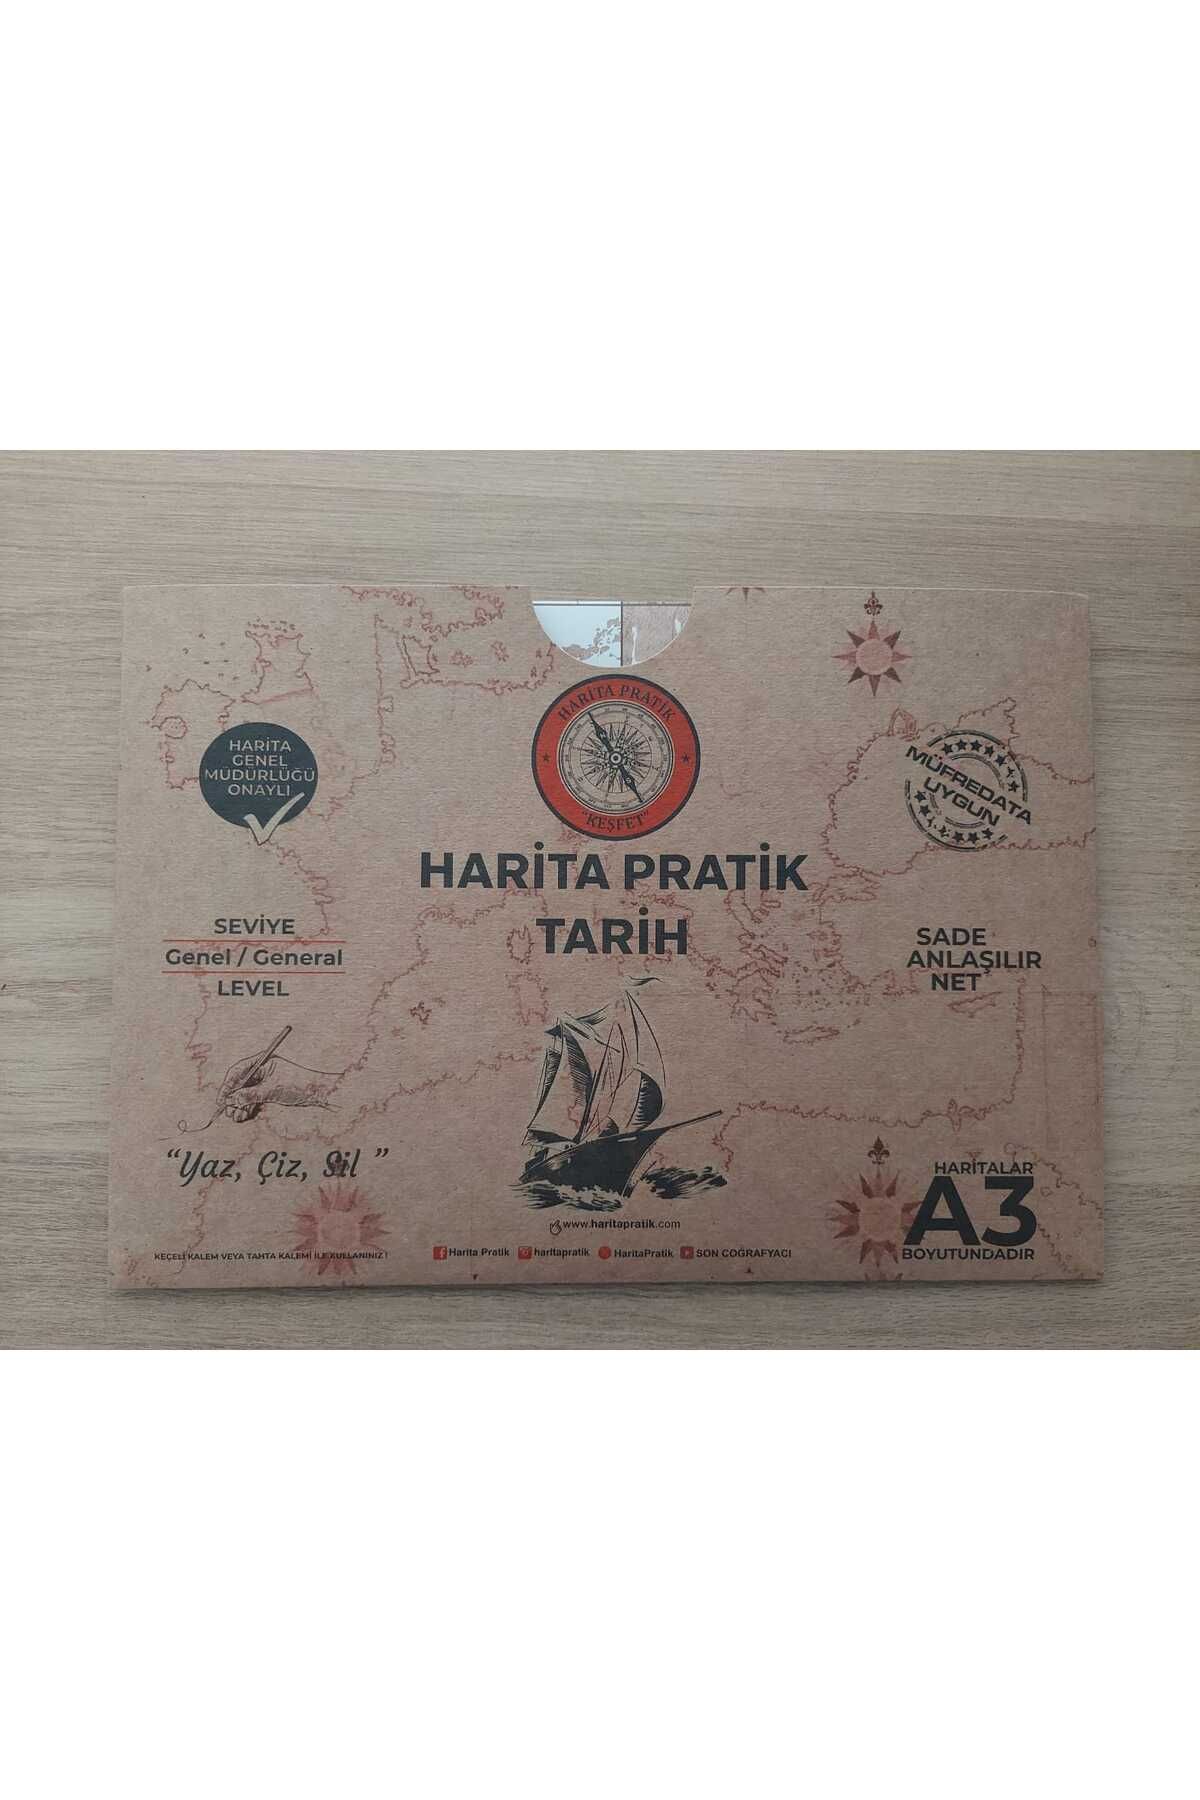 HARİTA PRATİK
"KEŞFET"
HARİTA
GENEL
MÜDÜRLÜĞÜ
ONAYLI
MÜFREDATA
UYGUN
HARİTA PRATİK
TARİH
SEVİYE
Genel / General
LEVEL
SADE
ANLAŞILIR
NET
"Yaz, Çiz, Sil"
HARİTALAR
A3
BOYUTUNDADIR
www.haritapratik.com
KEÇELİ KALEM VEYA TAHTA KALEMİ İLE KULLANINIZ !
Harita Pratik haritapratik HaritaPratik SON COĞRAFYACI